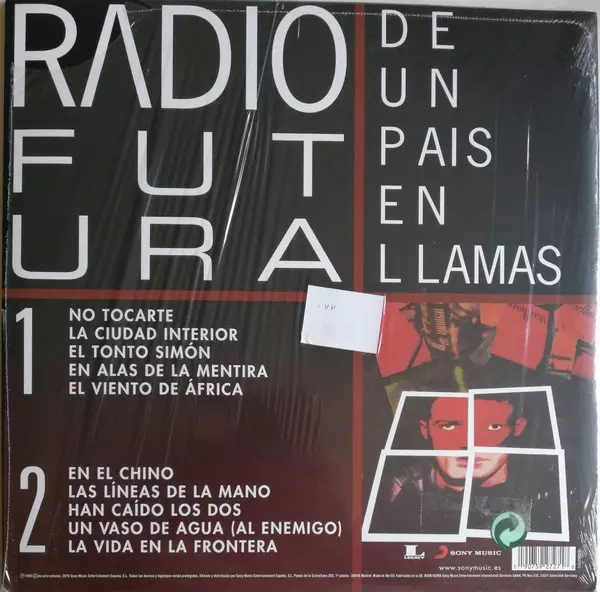 RADIO
FUT
URA
DE
UN
PAIS
EN
LLAMAS
VP
1
NO TOCARTE
LA CIUDAD INTERIOR
EL TONTO SIMÓN
EN ALAS DE LA MENTIRA
EL VIENTO DE ÁFRICA
2
EN EL CHINO
LAS LÍNEAS DE LA MANO
HAN CAÍDO LOS DOS
UN VASO DE AGUA (AL ENEMIGO)
LA VIDA EN LA FRONTERA
L
LEGACY
SONY MUSIC
www.sonymusic.es